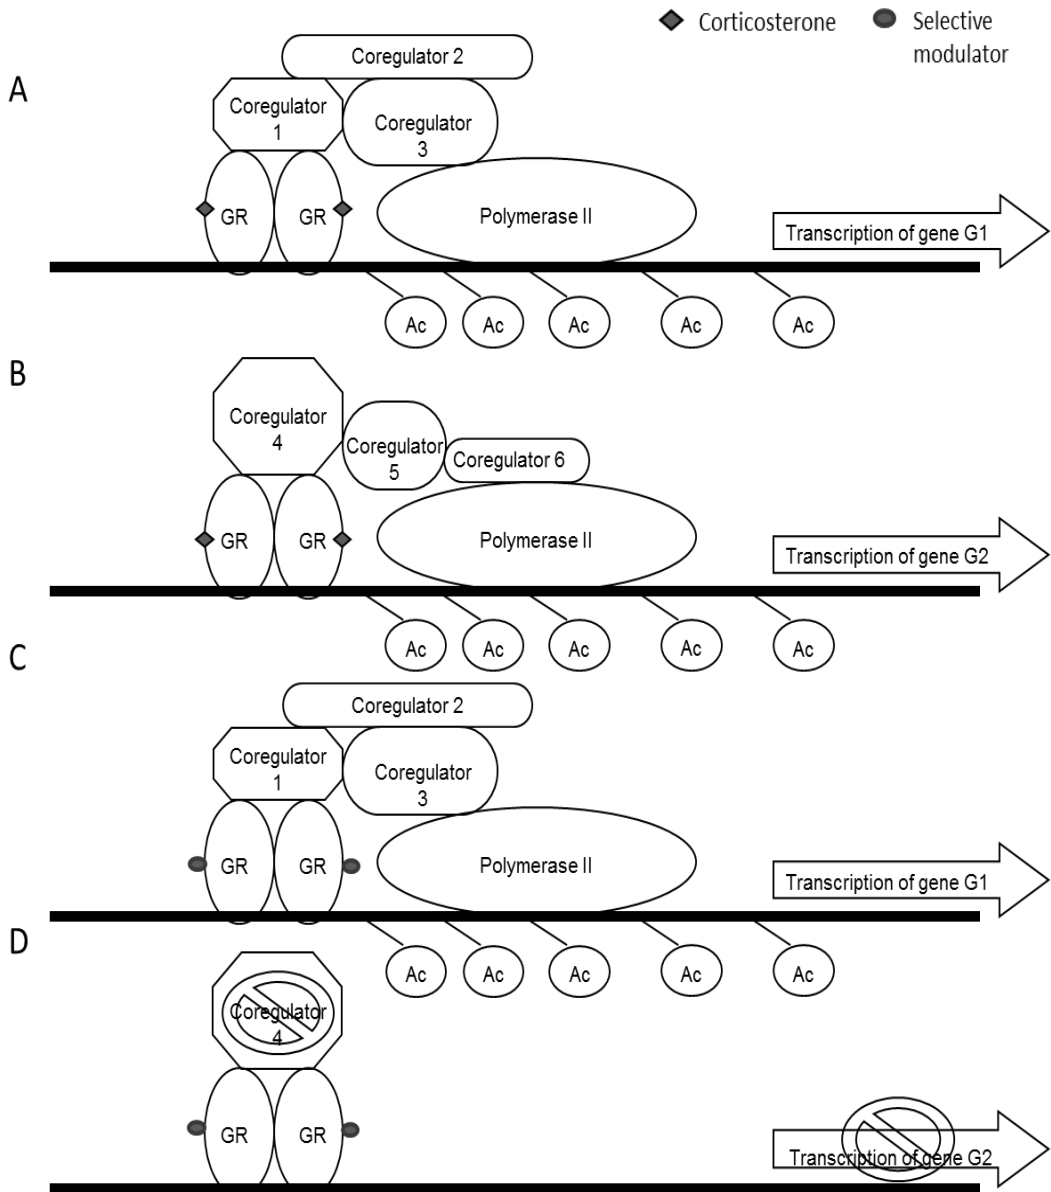 Corticosterone
Selective
modulator
A
Coregulator 2
Coregulator
1
Coregulator
3
GR
GR
Polymerase II
Transcription of gene G1
Ac
Ac
Ac
Ac
Ac
B
Coregulator
4
Coregulator
5
Coregulator 6
GR
GR
Polymerase II
Transcription of gene G2
Ac
Ac
Ac
Ac
Ac
C
Coregulator 2
Coregulator
1
Coregulator
3
GR
GR
Polymerase II
Transcription of gene G1
Ac
Ac
Ac
Ac
Ac
D
Coregulator
4
GR
GR
Transcription of gene G2